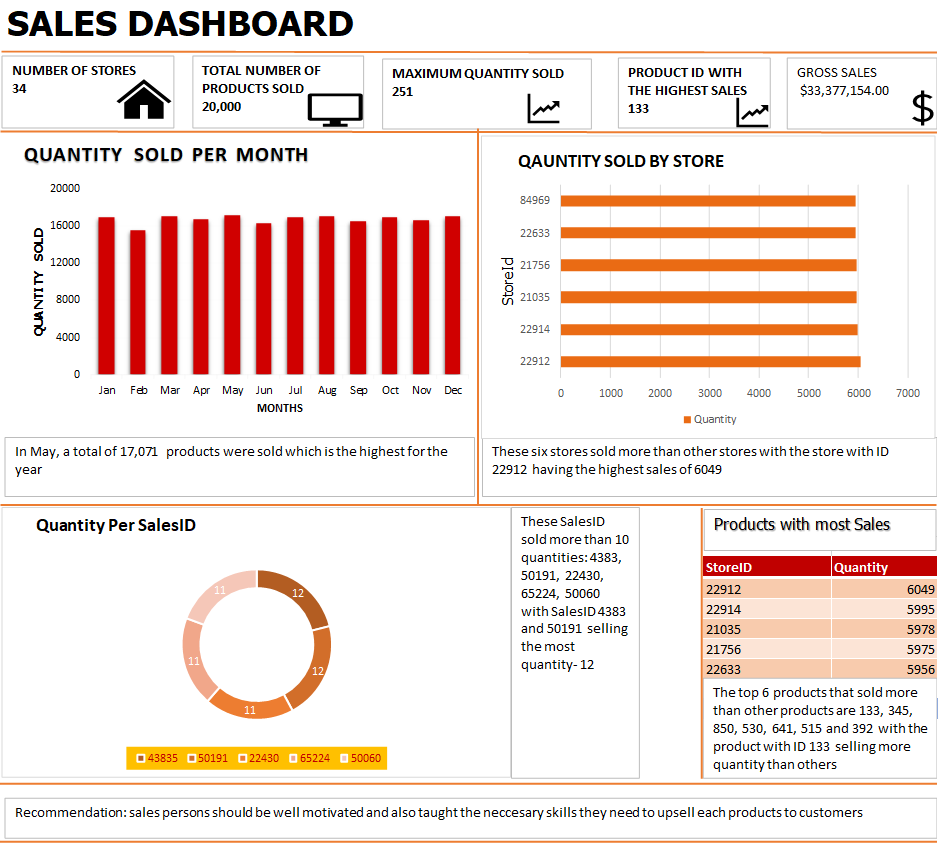 SALES DASHBOARD
NUMBER OF STORES
34
TOTAL NUMBER OF
PRODUCTS SOLD
20,000
MAXIMUM QUANTITY SOLD
251
PRODUCT ID WITH
THE HIGHEST SALES
133
GROSS SALES
$33,377,154.00
$
QUANTITY SOLD PER MONTH
QUANTITY SOLD
20000
16000
12000
8000
4000
0
Jan Feb Mar Apr May Jun Jul Aug Sep Oct Nov Dec
MONTHS
In May, a total of 17,071 products were sold which is the highest for the
year
QAUNTITY SOLD BY STORE
StoreId
84969
22633
21756
21035
22914
22912
0 1000 2000 3000 4000 5000 6000 7000
Quantity
These six stores sold more than other stores with the store with ID
22912 having the highest sales of 6049
Quantity Per SalesID
11 12
11 12
11
43835 50191 22430 65224 50060
These SalesID
sold more than 10
quantities: 4383,
50191, 22430,
65224, 50060
with SalesID 4383
and 50191 selling
the most
quantity- 12
Products with most Sales
StoreID Quantity
22912 6049
22914 5995
21035 5978
21756 5975
22633 5956
The top 6 products that sold more
than other products are 133, 345,
850, 530, 641, 515 and 392 with the
product with ID 133 selling more
quantity than others
Recommendation: sales persons should be well motivated and also taught the neccesary skills they need to upsell each products to customers